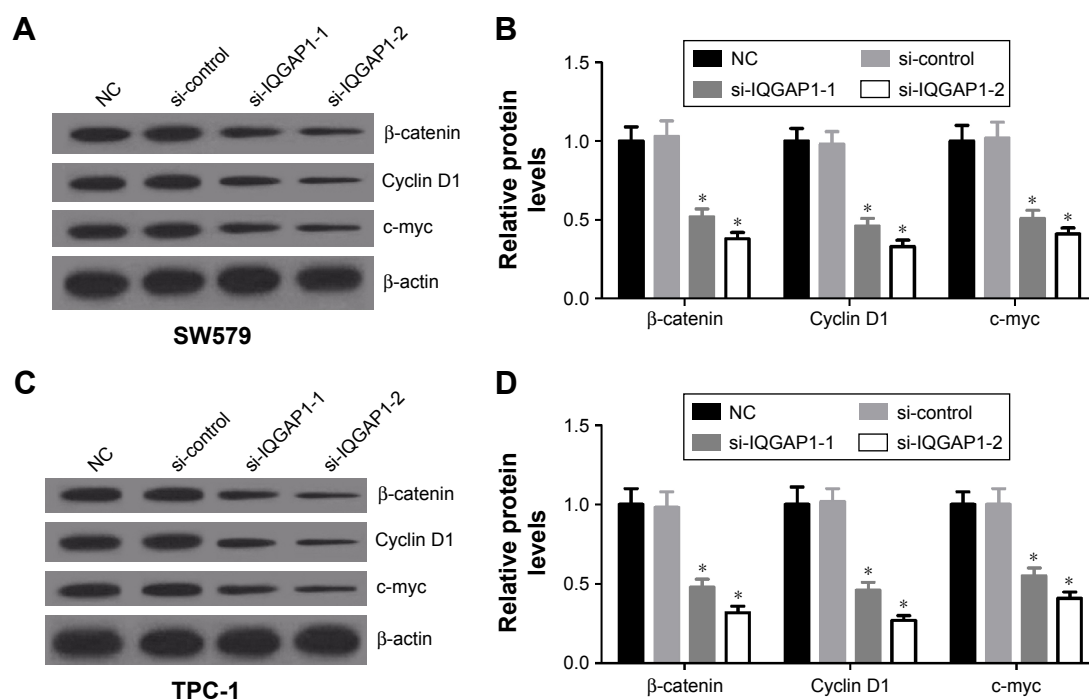 A
NC si-control si-IQGAP1-1 si-IQGAP1-2
β-catenin
Cyclin D1
c-myc
β-actin
SW579
B
NC si-control
si-IQGAP1-1 si-IQGAP1-2
Relative protein
levels
1.5
1.0
0.5
0.0
* * * * * *
β-catenin Cyclin D1 c-myc
C
NC si-control si-IQGAP1-1 si-IQGAP1-2
β-catenin
Cyclin D1
c-myc
β-actin
TPC-1
D
NC si-control
si-IQGAP1-1 si-IQGAP1-2
Relative protein
levels
1.5
1.0
0.5
0.0
* * * * * *
β-catenin Cyclin D1 c-myc